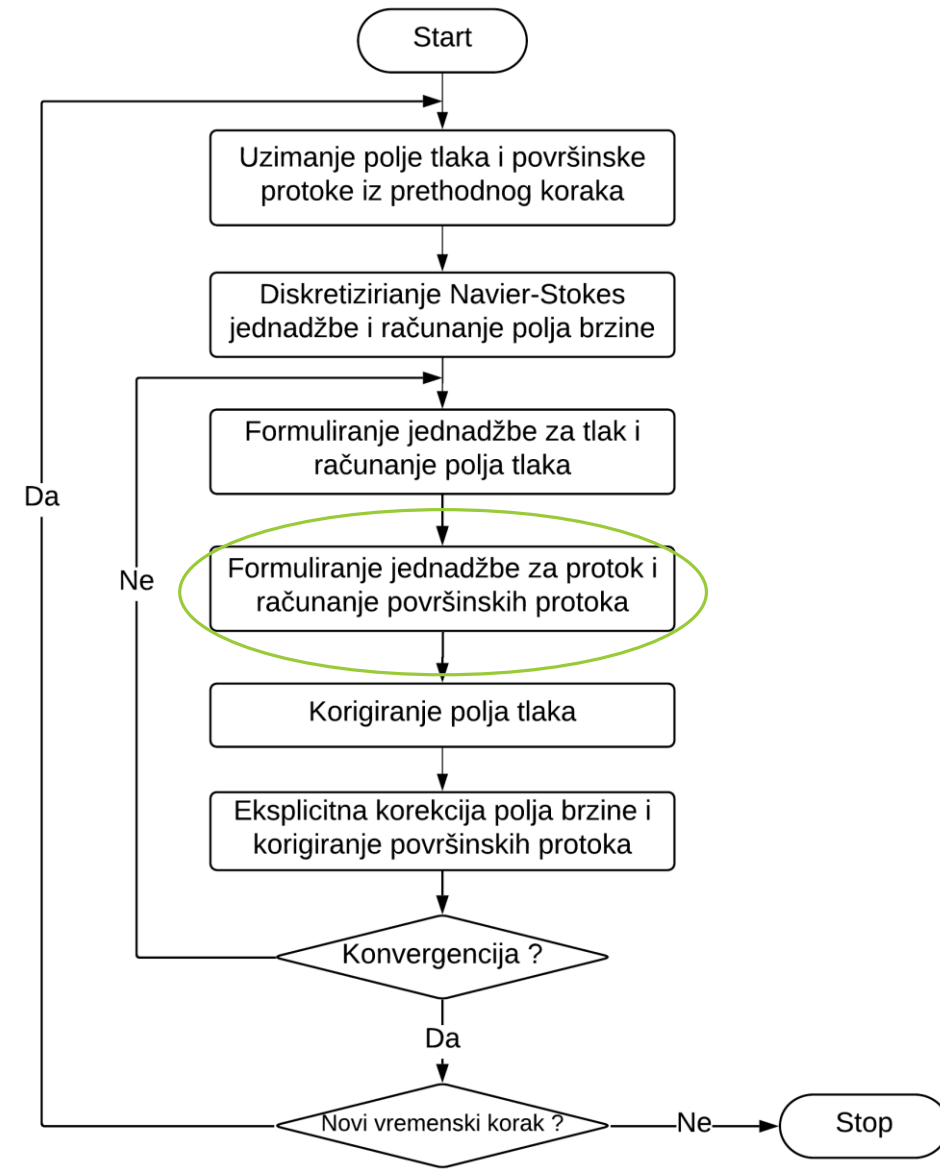 Start
Uzimanje polje tlaka i površinske
protoke iz prethodnog koraka
Diskretizirianje Navier-Stokes
jednadžbe i računanje polja brzine
Formuliranje jednadžbe za tlak i
računanje polja tlaka
Da
Ne
Formuliranje jednadžbe za protok i
računanje površinskih protoka
Korigiranje polja tlaka
Eksplicitna korekcija polja brzine i
korigiranje površinskih protoka
Konvergencija ?
Da
Novi vremenski korak ?
Ne
Stop